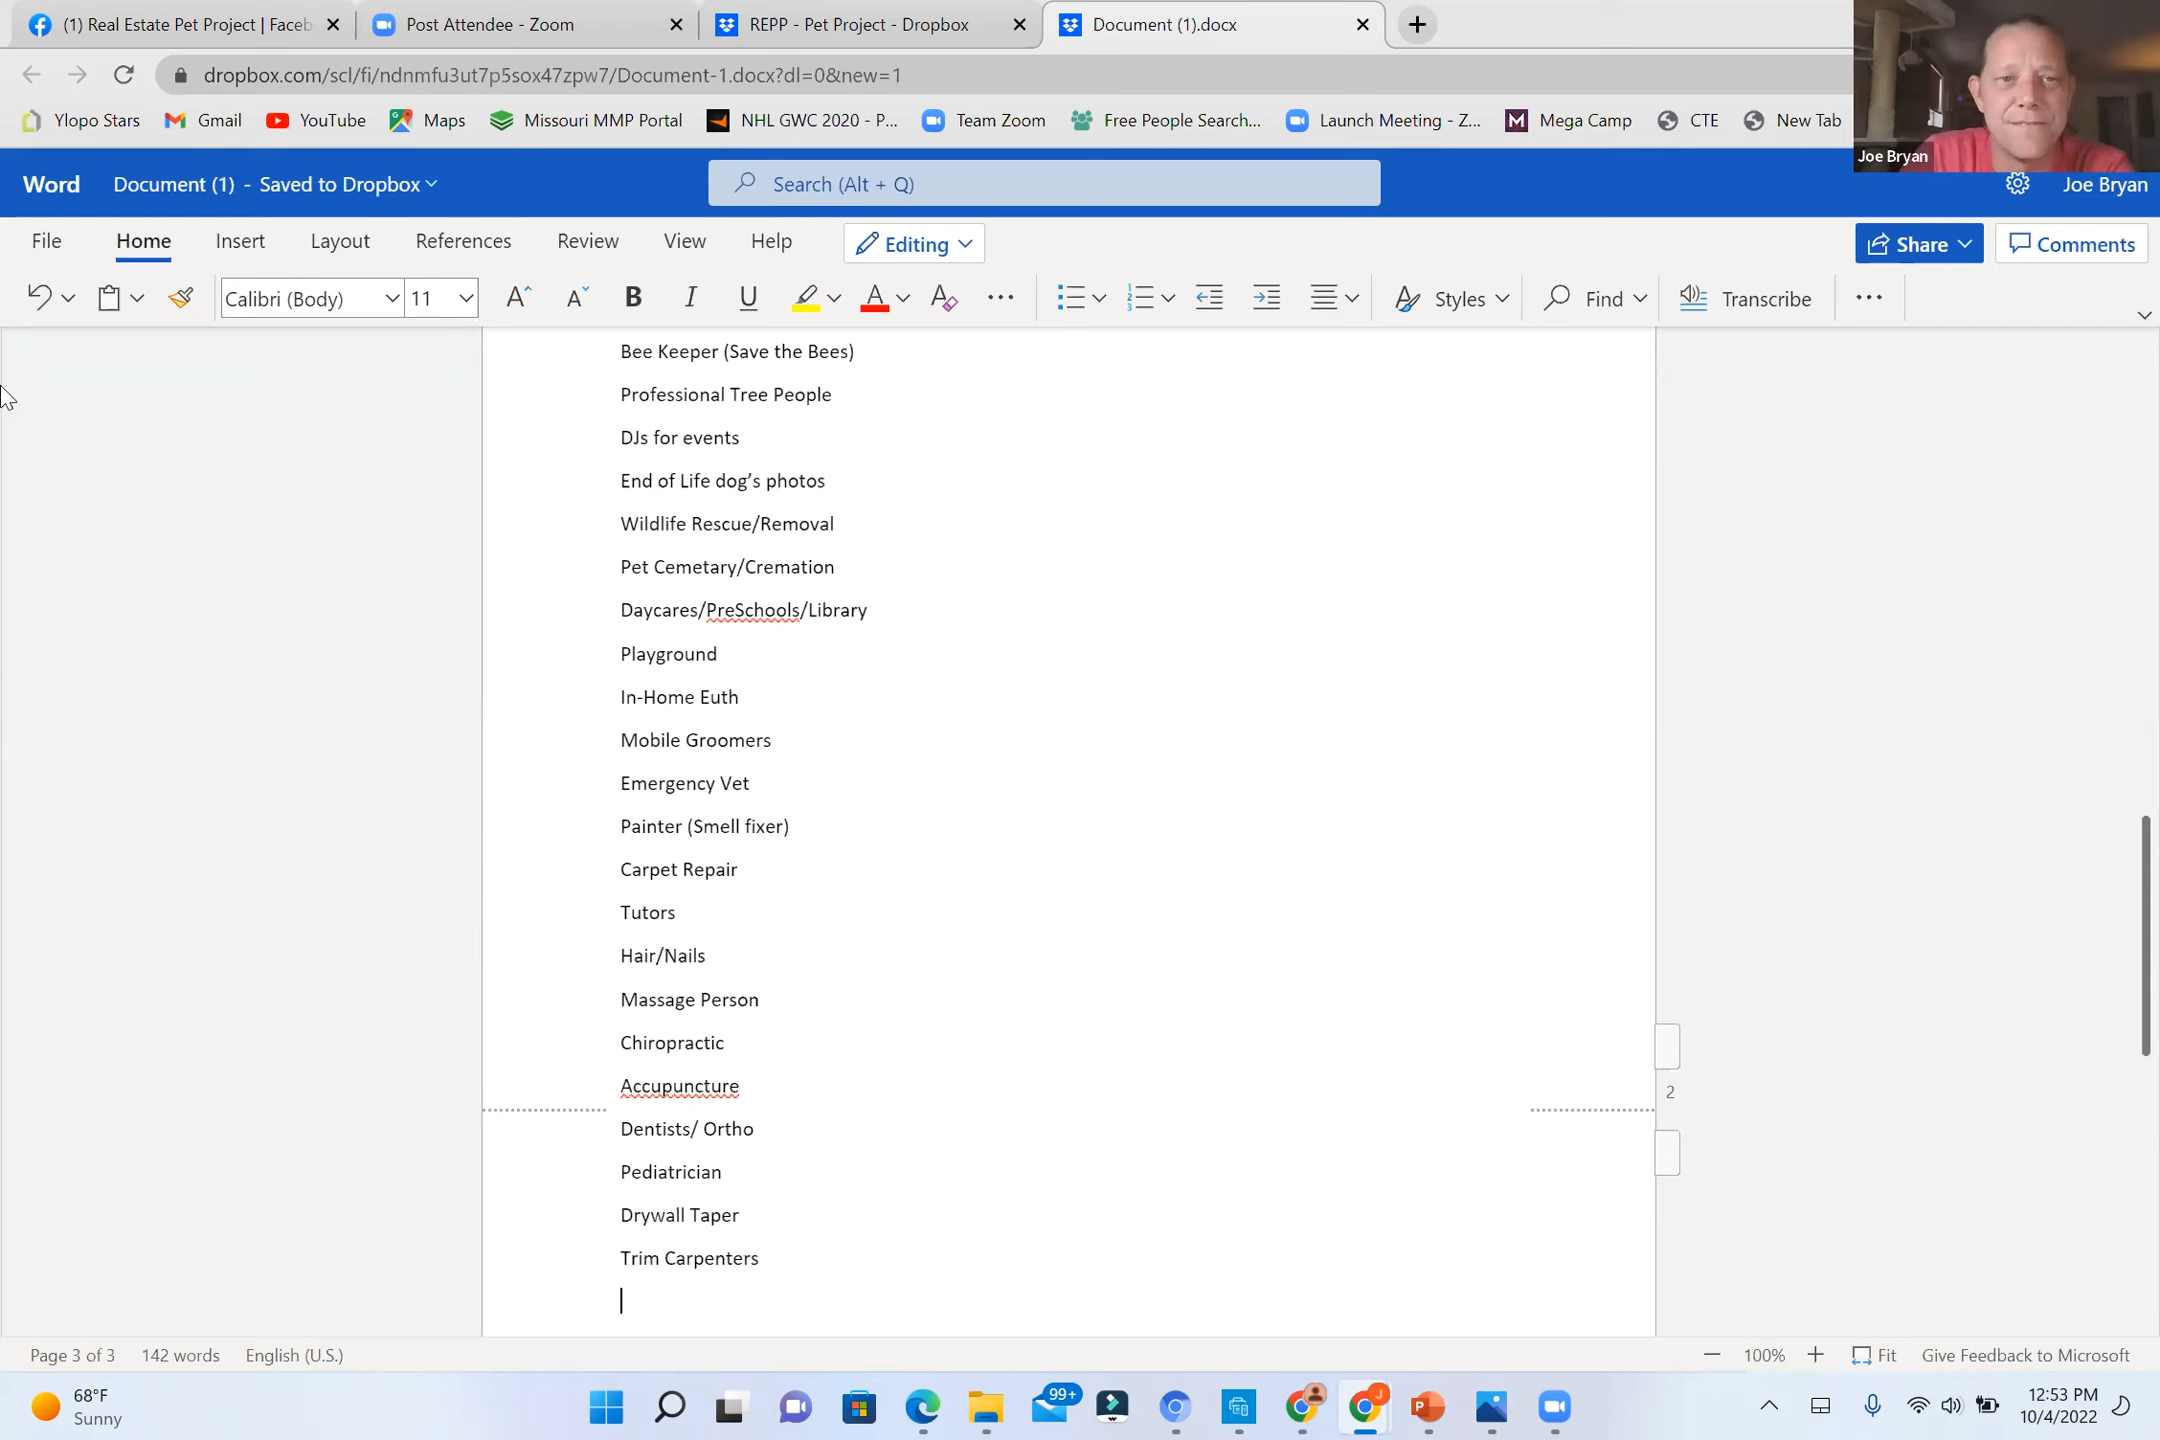 (1) Real Estate Pet Project | Faceb
Post Attendee - Zoom
REPP - Pet Project - Dropbox
Document (1).docx
dropbox.com/scl/fi/ndnmfu3ut7p5sox47zpw7/Document-1.docx?dl=0&new=1
Ylopo Stars
Gmail
YouTube
Maps
Missouri MMP Portal
NHL GWC 2020 - P...
Team Zoom
Free People Search...
Launch Meeting - Z...
Mega Camp
CTE
New Tab
Joe Bryan
Word
Document (1) - Saved to Dropbox
Search (Alt + Q)
Joe Bryan
File
Home
Insert
Layout
References
Review
View
Help
Editing
Share
Comments
Calibri (Body)
11
Styles
Find
Transcribe
Bee Keeper (Save the Bees)
Professional Tree People
DJs for events
End of Life dog’s photos
Wildlife Rescue/Removal
Pet Cemetary/Cremation
Daycares/PreSchools/Library
Playground
In-Home Euth
Mobile Groomers
Emergency Vet
Painter (Smell fixer)
Carpet Repair
Tutors
Hair/Nails
Massage Person
Chiropractic
Accupuncture
2
Dentists/ Ortho
Pediatrician
Drywall Taper
Trim Carpenters
Page 3 of 3
142 words
English (U.S.)
100%
Fit
Give Feedback to Microsoft
68°F
Sunny
99+
12:53 PM
10/4/2022